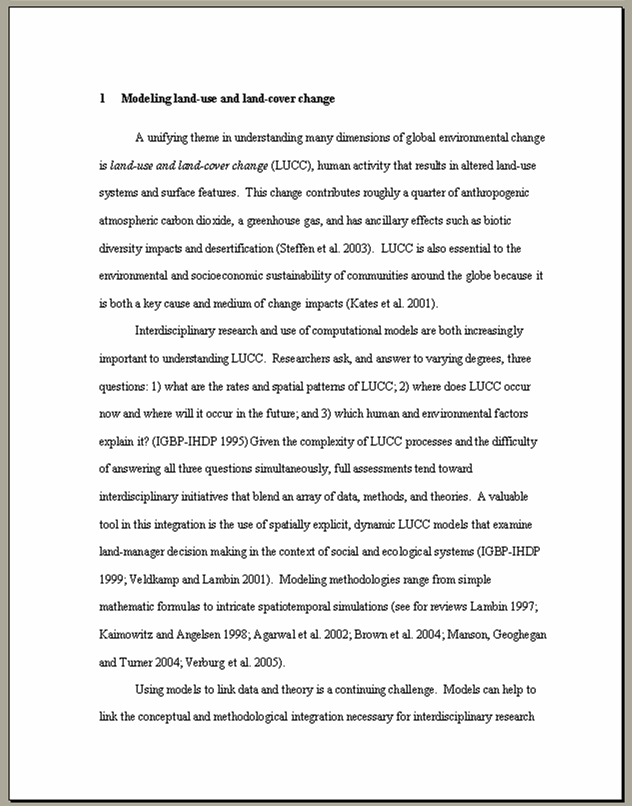 1 Modeling land-use and land-cover change
A unifying theme in understanding many dimensions of global environmental change
is land-use and land-cover change (LUCC), human activity that results in altered land-use
systems and surface features. This change contributes roughly a quarter of anthropogenic
atmospheric carbon dioxide, a greenhouse gas, and has ancillary effects such as biotic
diversity impacts and desertification (Steffen et al. 2003). LUCC is also essential to the
environmental and socioeconomic sustainability of communities around the globe because it
is both a key cause and medium of change impacts (Kates et al. 2001).
Interdisciplinary research and use of computational models are both increasingly
important to understanding LUCC. Researchers ask, and answer to varying degrees, three
questions: 1) what are the rates and spatial patterns of LUCC; 2) where does LUCC occur
now and where will it occur in the future; and 3) which human and environmental factors
explain it? (IGBP-IHDP 1995) Given the complexity of LUCC processes and the difficulty
of answering all three questions simultaneously, full assessments tend toward
interdisciplinary initiatives that blend an array of data, methods, and theories. A valuable
tool in this integration is the use of spatially explicit, dynamic LUCC models that examine
land-manager decision making in the context of social and ecological systems (IGBP-IHDP
1999; Veldkamp and Lambin 2001). Modeling methodologies range from simple
mathematic formulas to intricate spatiotemporal simulations (see for reviews Lambin 1997;
Kaimowitz and Angelsen 1998; Agarwal et al. 2002; Brown et al. 2004; Manson, Geoghegan
and Turner 2004; Verburg et al. 2005).
Using models to link data and theory is a continuing challenge. Models can help to
link the conceptual and methodological integration necessary for interdisciplinary research